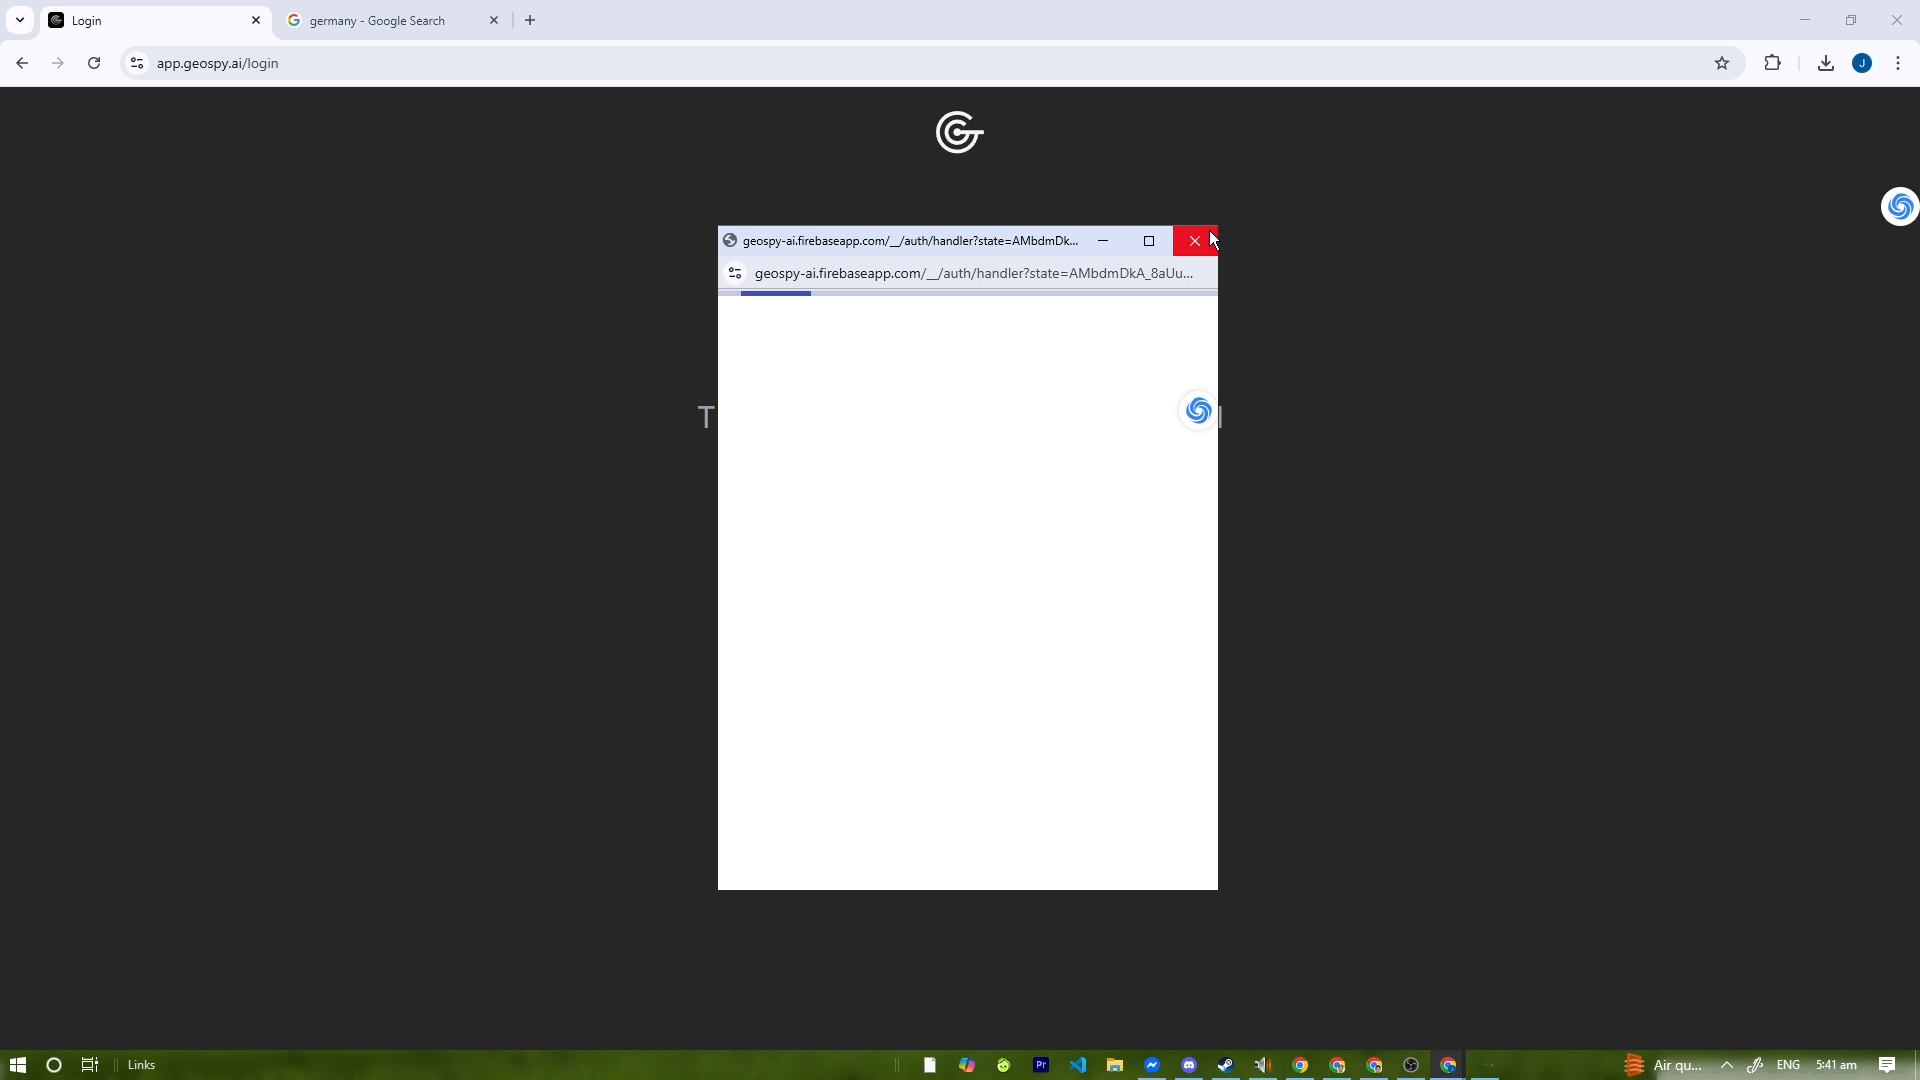 Login
germany - Google Search
app.geospy.ai/login
J
geospy-ai.firebaseapp.com/__/auth/handler?state=AMbdmDk...
geospy-ai.firebaseapp.com/__/auth/handler?state=AMbdmDkA_8aUu...
T
Links
Pr
Air qu...
ENG
5:41 am